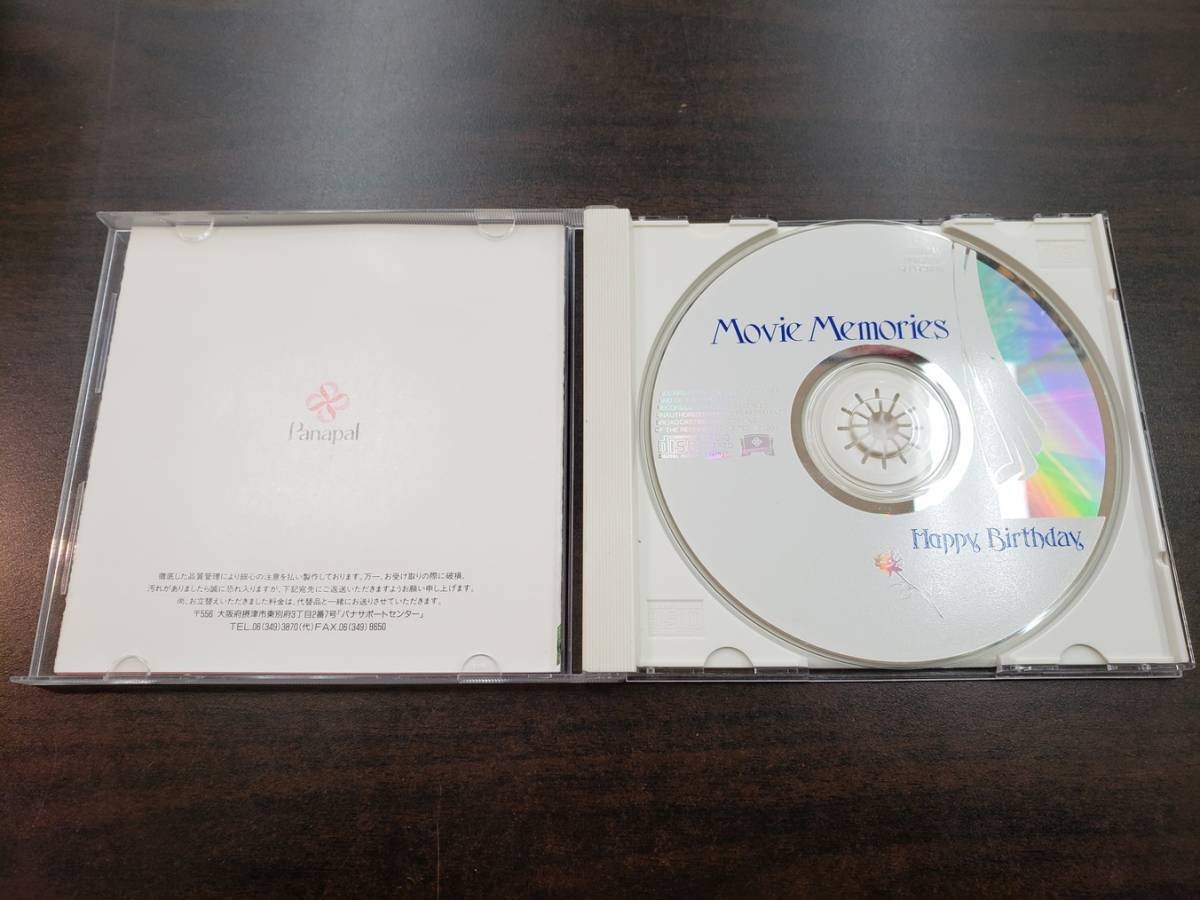 Panapal
徹底した品質管理により細心の注意を払い製作しております。万一、お受け取りの際に破損、
汚れがありましたら誠に恐れ入りますが、下記宛先にご返送いただきますようお願い申し上げます。
尚、お立替えいただきました料金は、代替品と一緒にお送りさせていただきます。
〒556 大阪府摂津市東別府3丁目2番7号「パナサポートセンター」
TEL.06(349)3870(代)FAX.06(349)8650
Movie Memories
disc
Happy Birthday